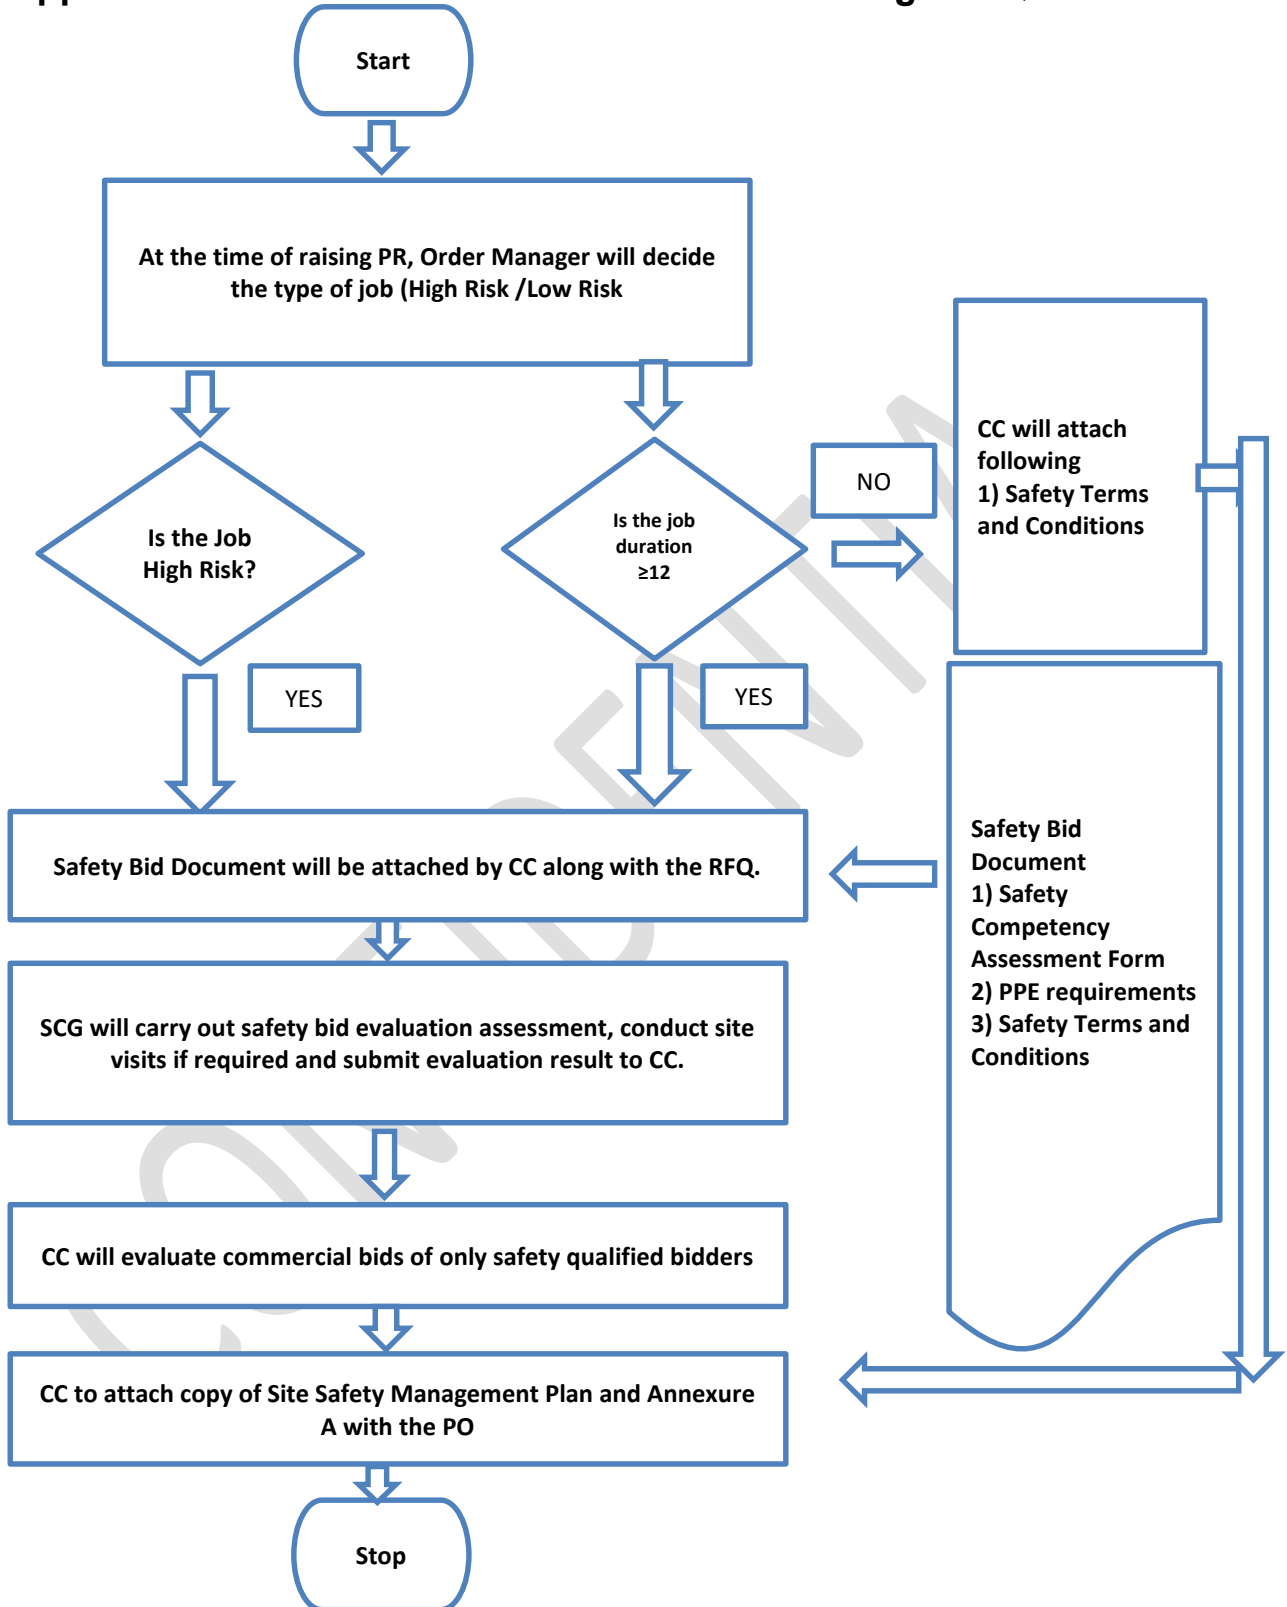 Start
At the time of raising PR, Order Manager will decide
the type of job (High Risk /Low Risk
CC will attach
following
1) Safety Terms
and Conditions
NO
Is the Job
High Risk?
Is the job
duration
≥12
YES
YES
Safety Bid Document will be attached by CC along with the RFQ.
Safety Bid
Document
1) Safety
Competency
Assessment Form
2) PPE requirements
3) Safety Terms and
Conditions
SCG will carry out safety bid evaluation assessment, conduct site
visits if required and submit evaluation result to CC.
CC will evaluate commercial bids of only safety qualified bidders
CC to attach copy of Site Safety Management Plan and Annexure
A with the PO
Stop